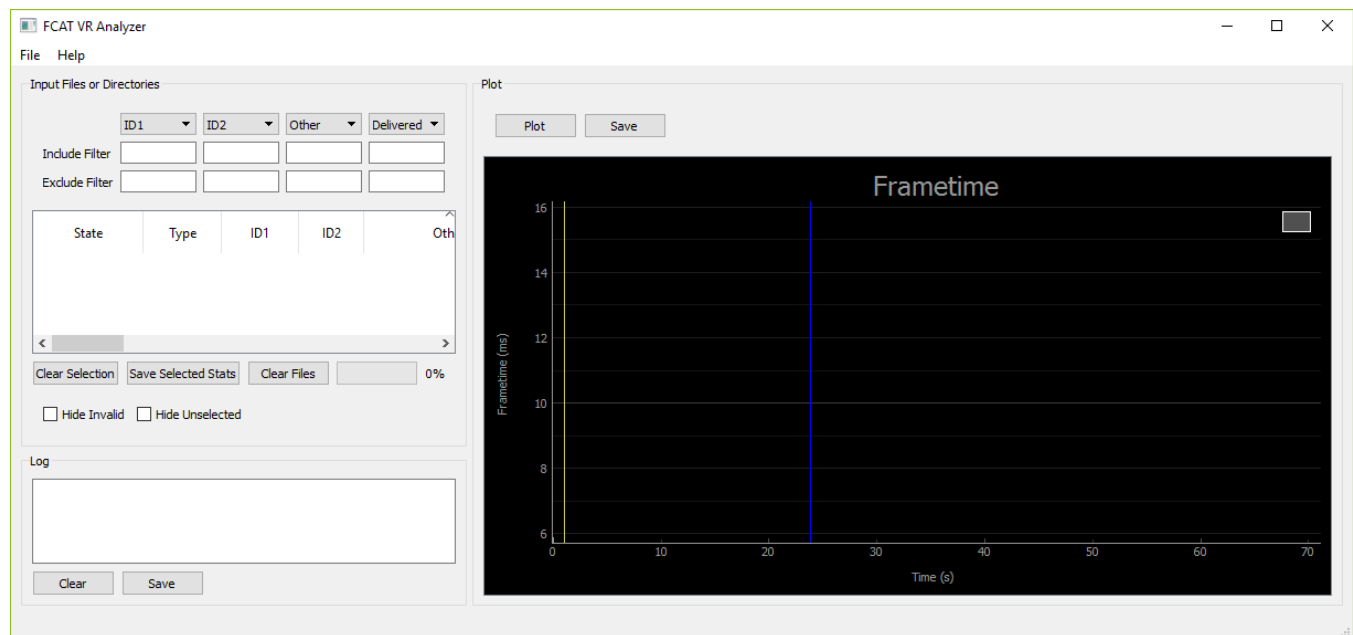 FCAT VR Analyzer
File Help
Input Files or Directories
ID1 ID2 Other Delivered
Include Filter
Exclude Filter
State Type ID1 ID2 Oth
Clear Selection Save Selected Stats Clear Files 0%
Hide Invalid Hide Unselected
Log
Clear Save
Plot
Plot Save
Frametime
16
14
12
10
8
6
Frametime (ms)
0 10 20 30 40 50 60 70
Time (s)